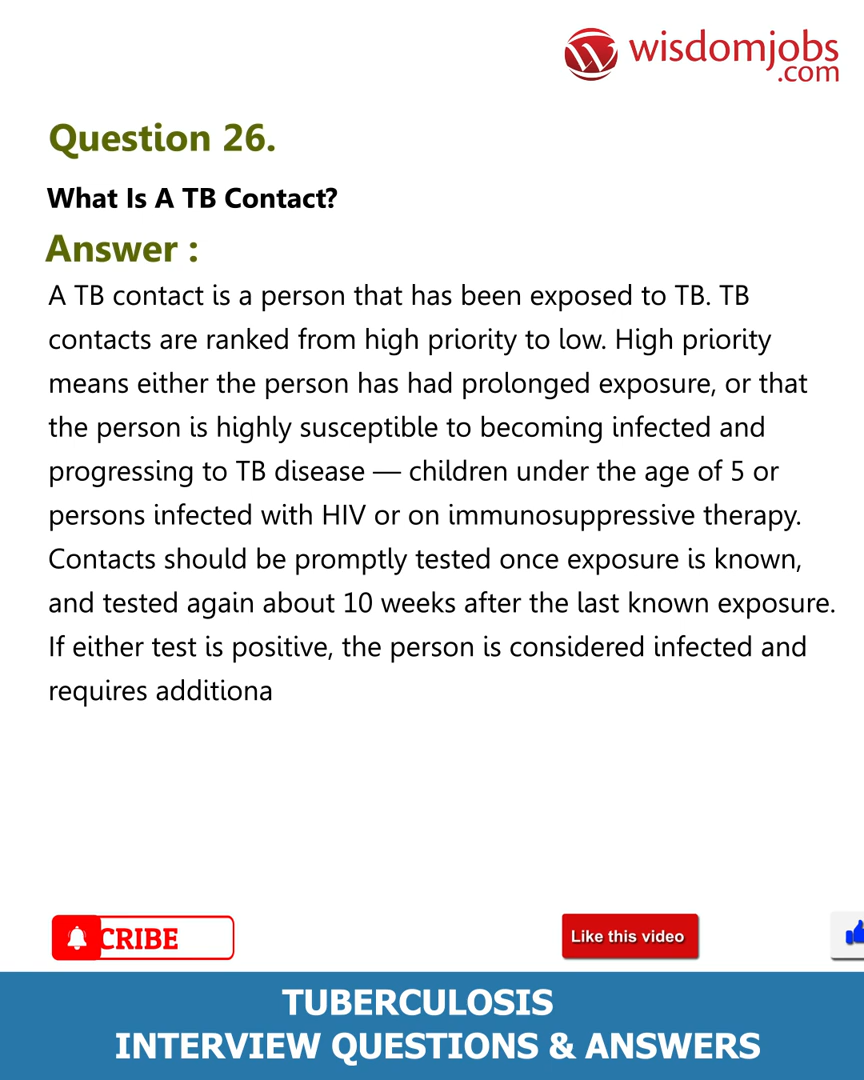 wisdomjobs
.com
Question 26.
What Is A TB Contact?
Answer :
A TB contact is a person that has been exposed to TB. TB
contacts are ranked from high priority to low. High priority
means either the person has had prolonged exposure, or that
the person is highly susceptible to becoming infected and
progressing to TB disease — children under the age of 5 or
persons infected with HIV or on immunosuppressive therapy.
Contacts should be promptly tested once exposure is known,
and tested again about 10 weeks after the last known exposure.
If either test is positive, the person is considered infected and
requires additiona
CRIBE
Like this video
TUBERCULOSIS
INTERVIEW QUESTIONS & ANSWERS